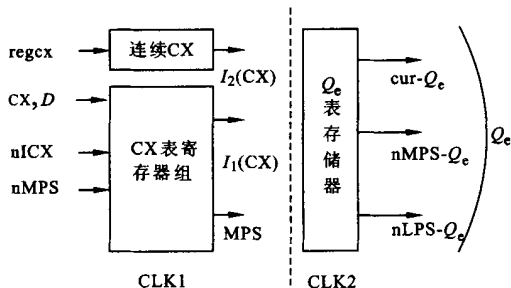 regcx
连续CX
I₂(CX)
CX,D
nICX
nMPS
CX表寄
存器组
I₁(CX)
MPS
CLK1
Qₑ
表
存
储
器
cur-Qₑ
nMPS-Qₑ
nLPS-Qₑ
Qₑ
CLK2